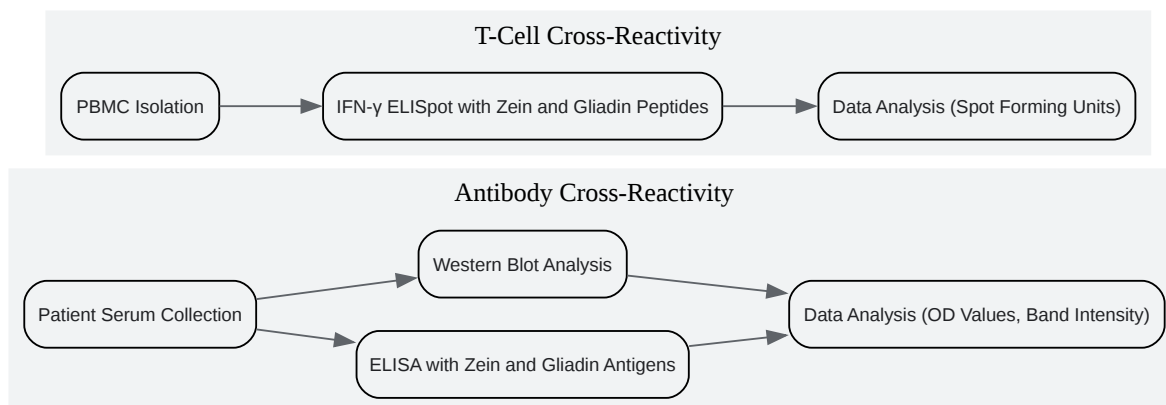 T-Cell Cross-Reactivity
PBMC Isolation
IFN-γ ELISpot with Zein and Gliadin Peptides
Data Analysis (Spot Forming Units)
Antibody Cross-Reactivity
Patient Serum Collection
Western Blot Analysis
ELISA with Zein and Gliadin Antigens
Data Analysis (OD Values, Band Intensity)